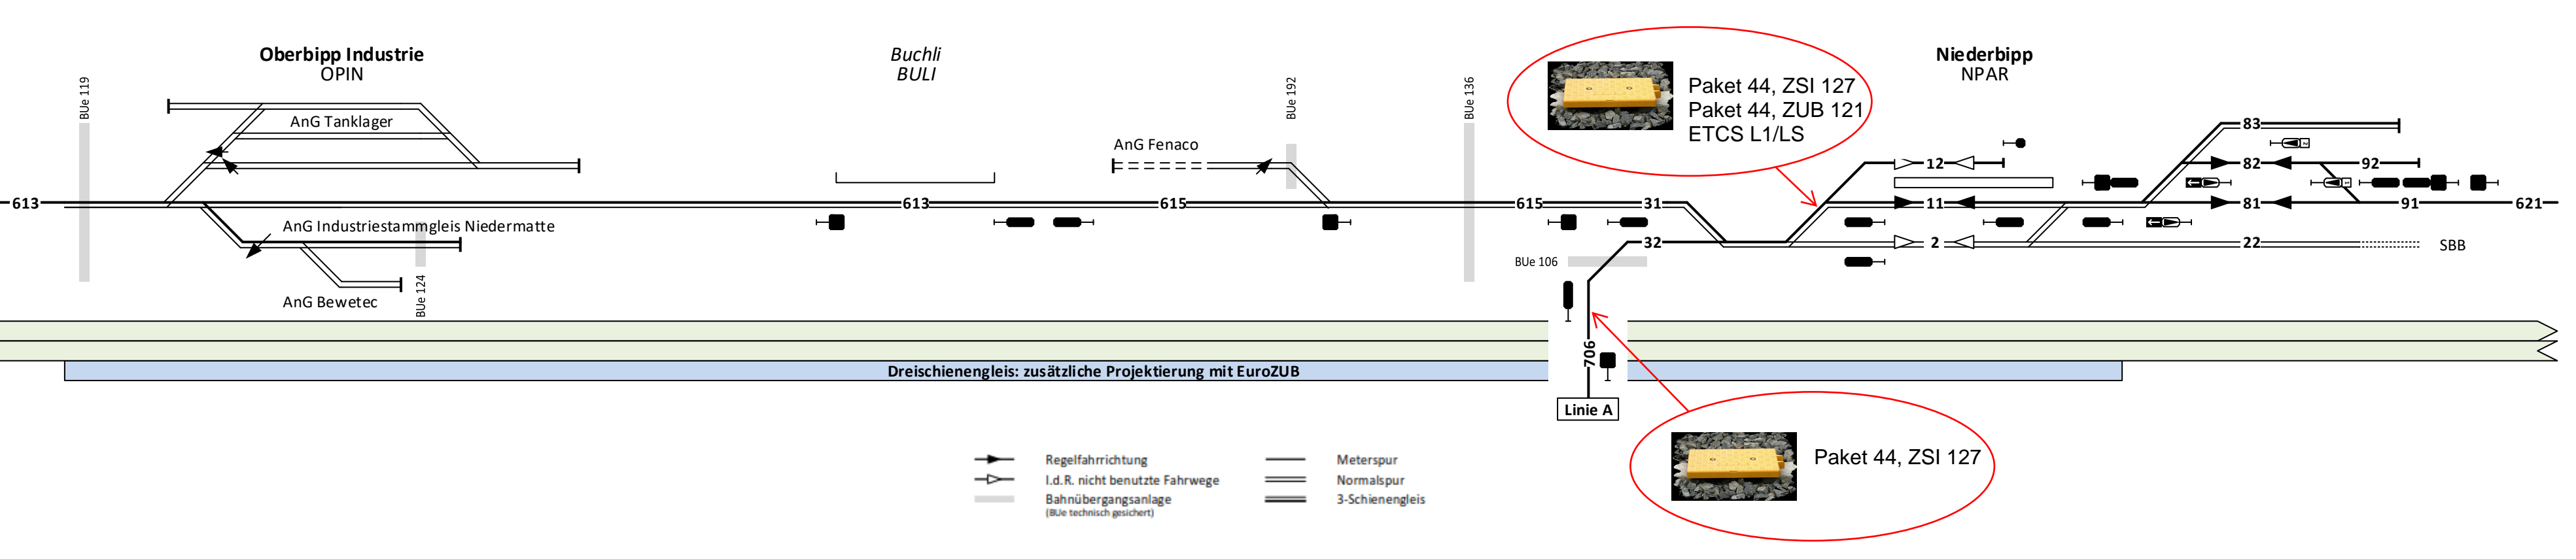 Oberbipp Industrie
OPIN
Buchli
BULI
Niederbipp
NPAR
BUe 119
BUe 192
BUe 136
Paket 44, ZSI 127
Paket 44, ZUB 121
ETCS L1/LS
AnG Tanklager
AnG Fenaco
83
12
82
92
613
613
615
615
31
11
81
91
621
AnG Industriestammgleis Niedermatte
32
2
22
SBB
BUe 106
AnG Bewetec
BUe 124
706
Dreischienengleis: zusätzliche Projektierung mit EuroZUB
Linie A
Paket 44, ZSI 127
Regelfahrrichtung
I.d.R. nicht benutzte Fahrwege
Bahnübergangsanlage
(BUe technisch gesichert)
Meterspur
Normalspur
3-Schienengleis